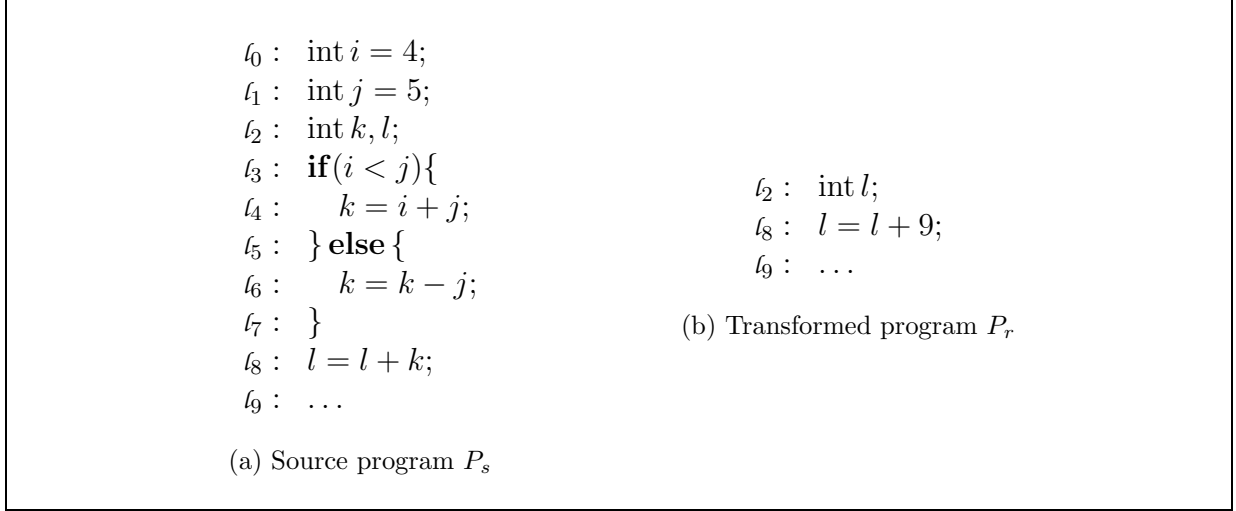 ℓ₀ : int i = 4;
ℓ₁ : int j = 5;
ℓ₂ : int k, l;
ℓ₃ : if(i < j){
ℓ₄ : k = i + j;
ℓ₅ : } else {
ℓ₆ : k = k − j;
ℓ₇ : }
ℓ₈ : l = l + k;
ℓ₉ : …
(a) Source program Pₛ
ℓ₂ : int l;
ℓ₈ : l = l + 9;
ℓ₉ : …
(b) Transformed program Pᵣ